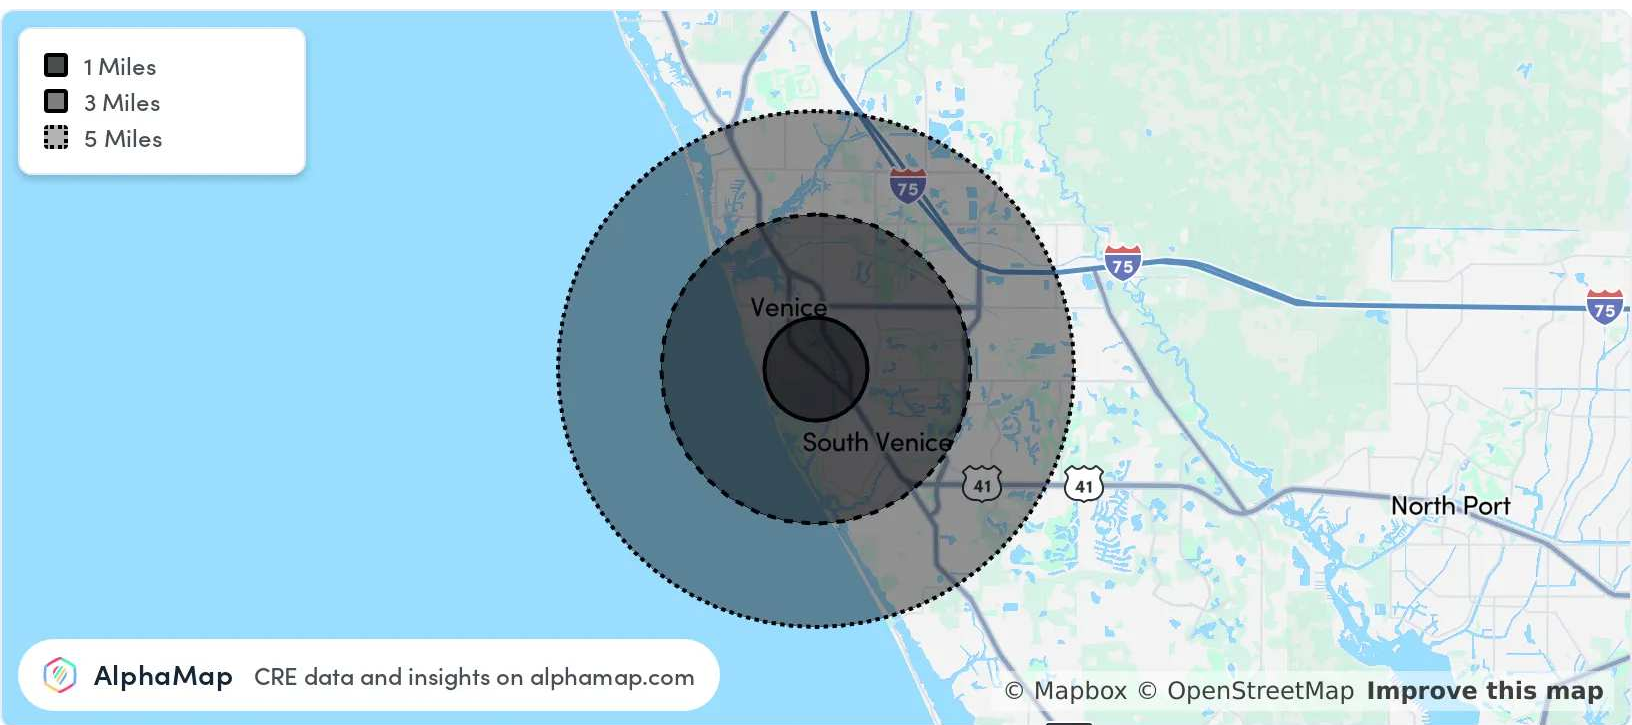 1 Miles
3 Miles
5 Miles
75
75
75
Venice
South Venice
41
41
North Port
AlphaMap CRE data and insights on alphamap.com
© Mapbox © OpenStreetMap Improve this map